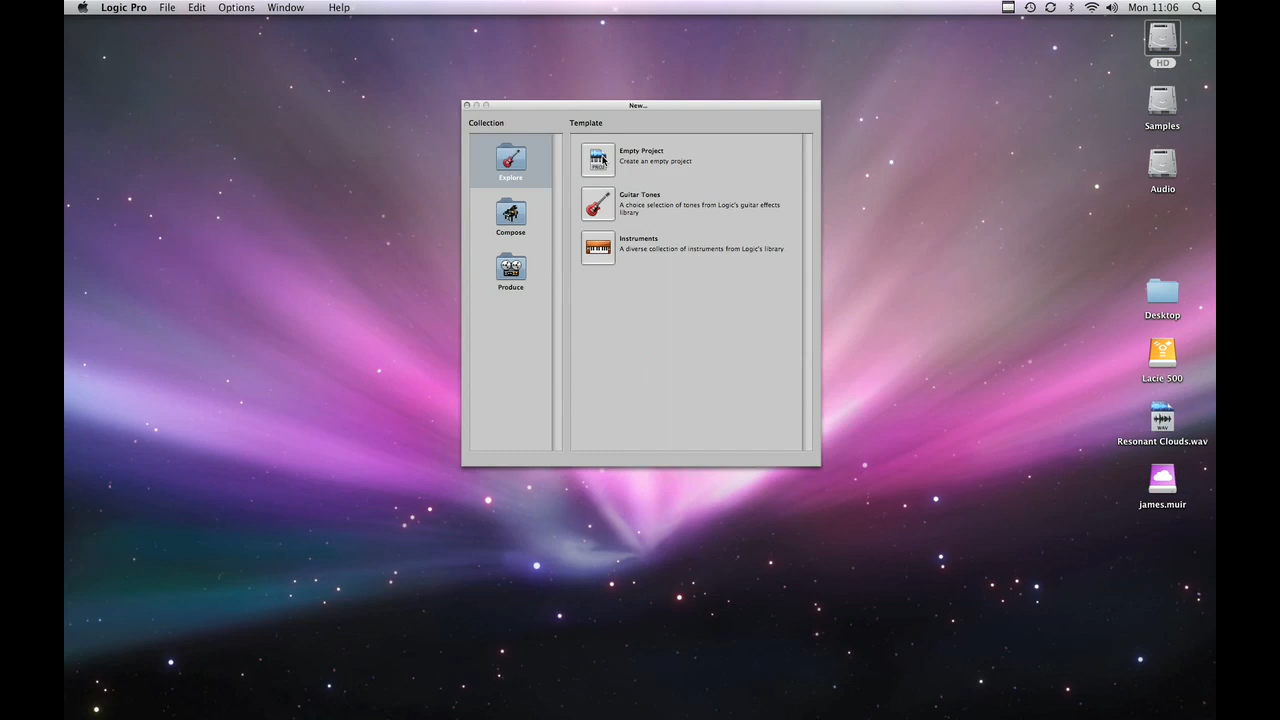 Logic Pro File Edit Options Window Help Mon 11:06
HD
Samples
Audio
Desktop
Lacie 500
WAV
Resonant Clouds.wav
james.muir
New...
Collection
Explore
Compose
Produce
Template
PROJ
Empty Project
Create an empty project
Guitar Tones
A choice selection of tones from Logic's guitar effects
library
Instruments
A diverse collection of instruments from Logic's library